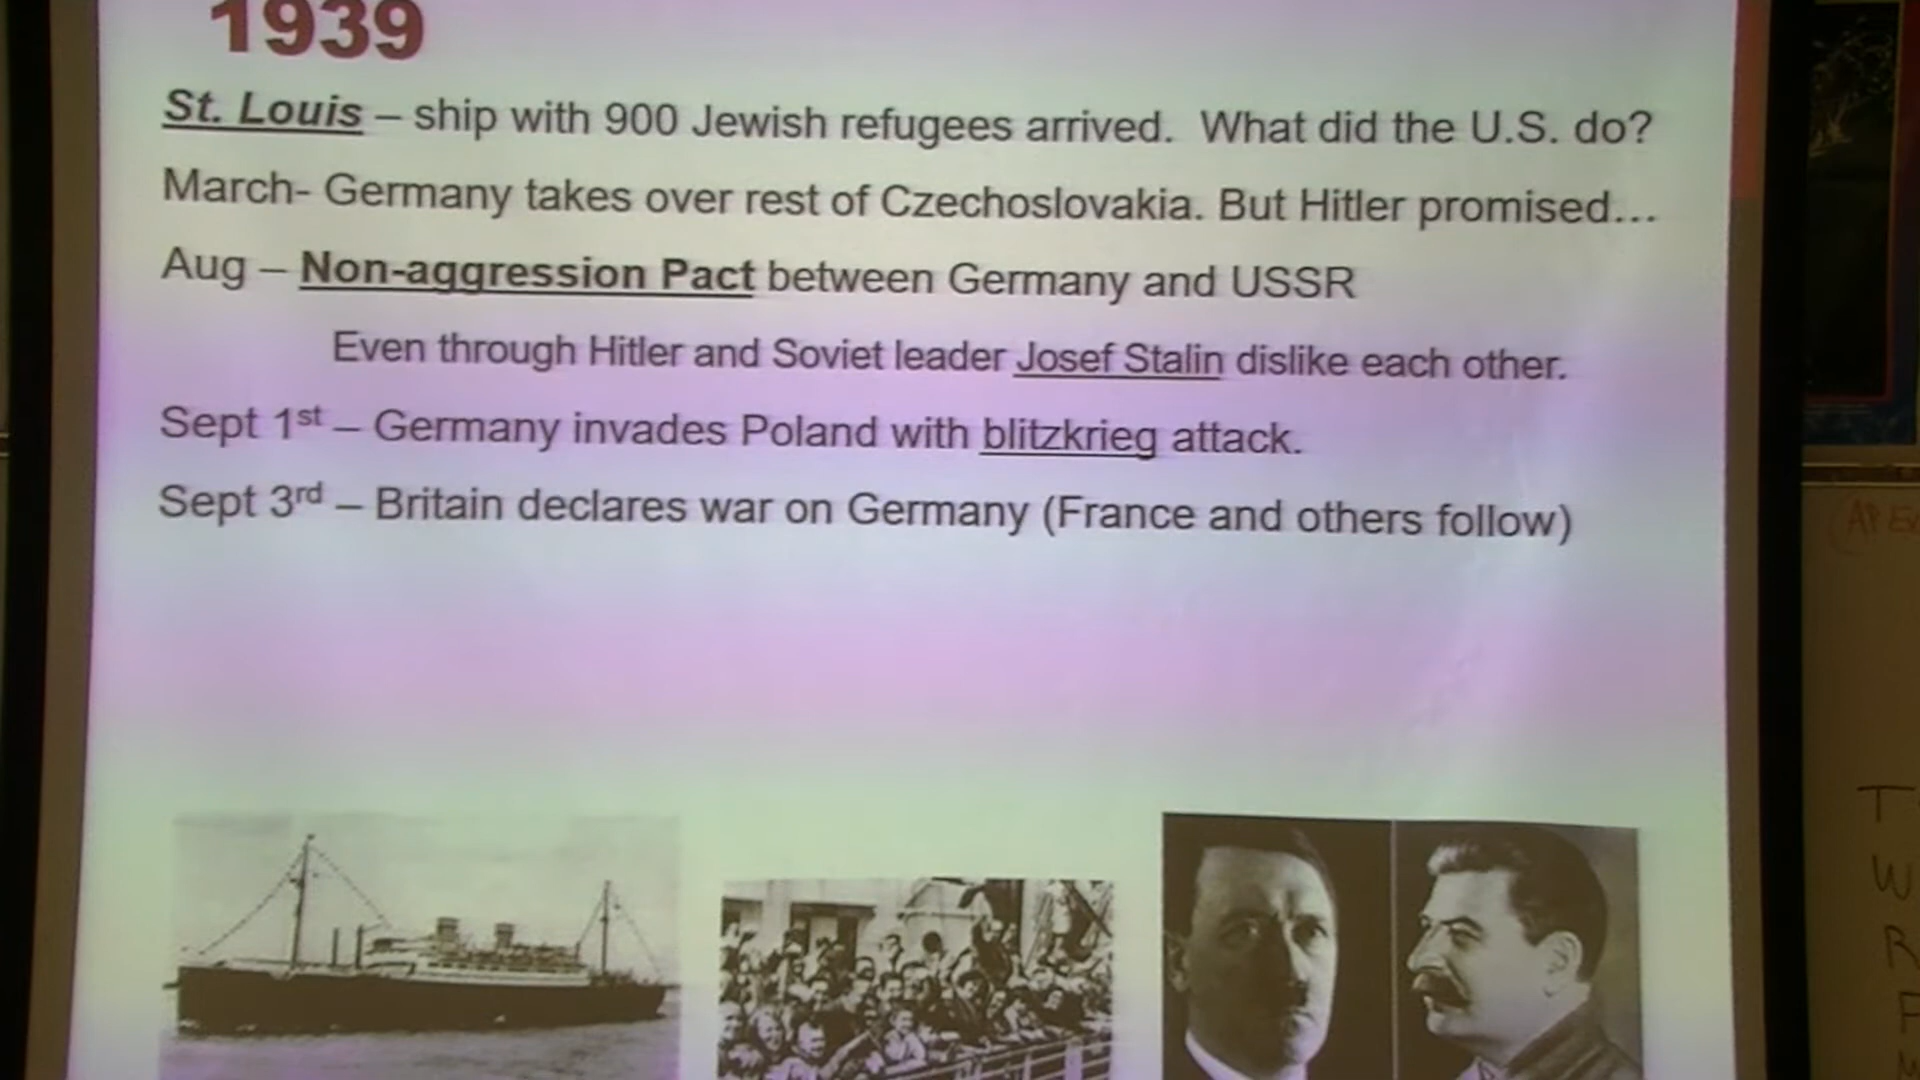 1939
St. Louis – ship with 900 Jewish refugees arrived. What did the U.S. do?
March- Germany takes over rest of Czechoslovakia. But Hitler promised...
Aug – Non-aggression Pact between Germany and USSR
Even through Hitler and Soviet leader Josef Stalin dislike each other.
Sept 1st – Germany invades Poland with blitzkrieg attack.
Sept 3rd – Britain declares war on Germany (France and others follow)
T
W
R
F